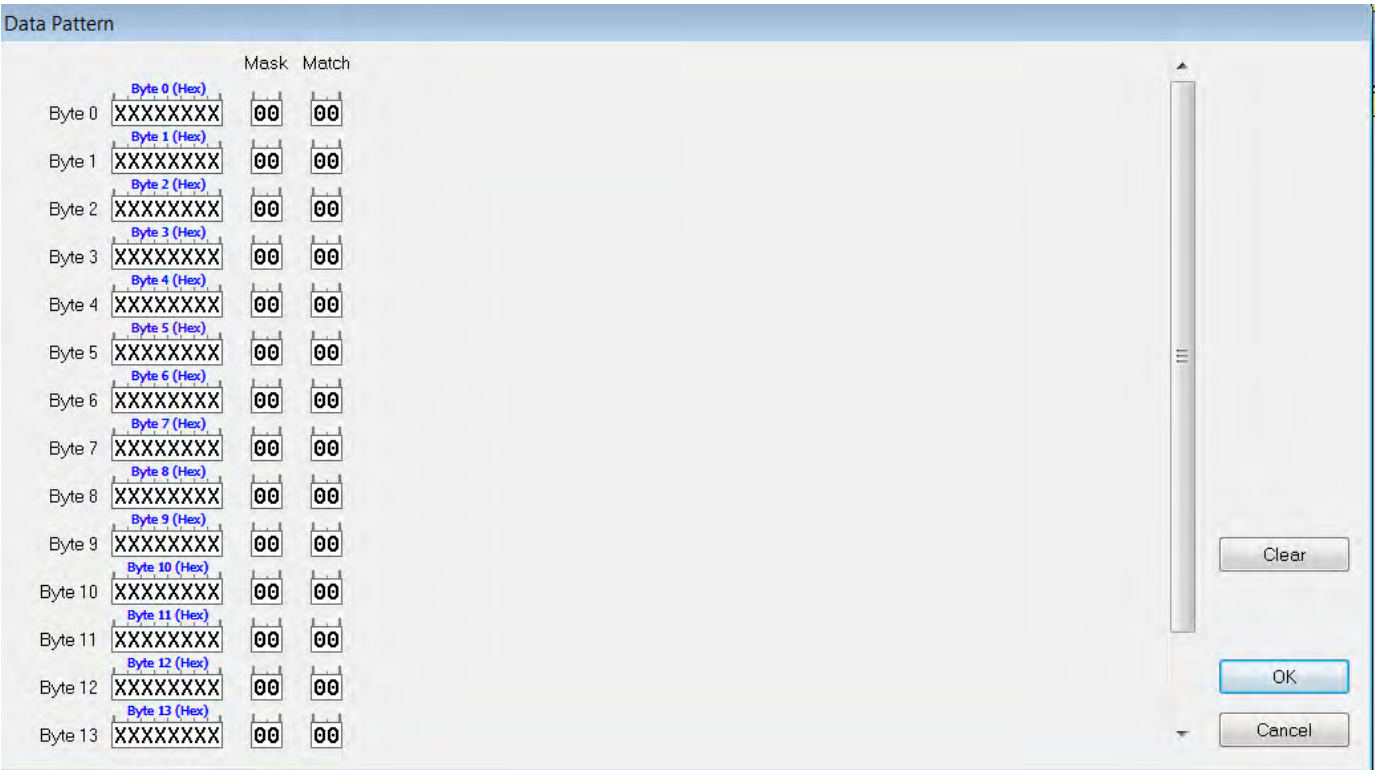 Data Pattern
Mask Match
Byte 0 (Hex)
Byte 0 XXXXXXXX 00 00
Byte 1 (Hex)
Byte 1 XXXXXXXX 00 00
Byte 2 (Hex)
Byte 2 XXXXXXXX 00 00
Byte 3 (Hex)
Byte 3 XXXXXXXX 00 00
Byte 4 (Hex)
Byte 4 XXXXXXXX 00 00
Byte 5 (Hex)
Byte 5 XXXXXXXX 00 00
Byte 6 (Hex)
Byte 6 XXXXXXXX 00 00
Byte 7 (Hex)
Byte 7 XXXXXXXX 00 00
Byte 8 (Hex)
Byte 8 XXXXXXXX 00 00
Byte 9 (Hex)
Byte 9 XXXXXXXX 00 00
Clear
Byte 10 (Hex)
Byte 10 XXXXXXXX 00 00
Byte 11 (Hex)
Byte 11 XXXXXXXX 00 00
Byte 12 (Hex)
Byte 12 XXXXXXXX 00 00
OK
Byte 13 (Hex)
Byte 13 XXXXXXXX 00 00
Cancel